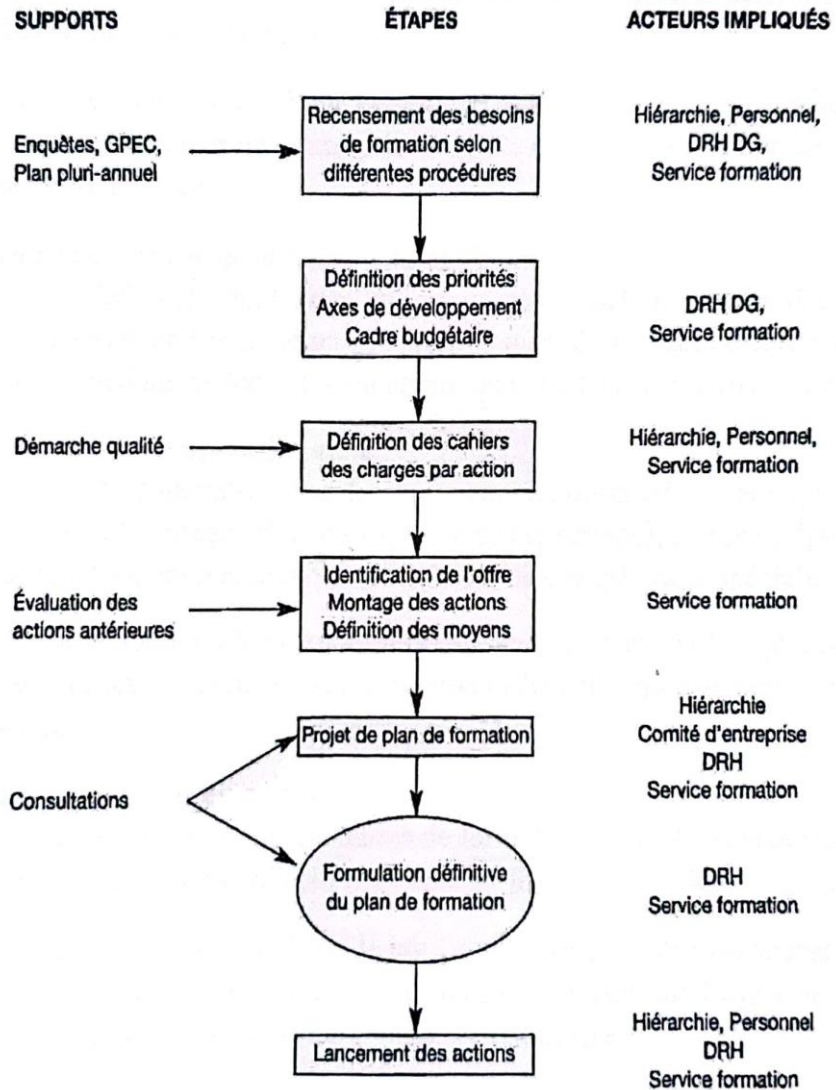 SUPPORTS
ÉTAPES
ACTEURS IMPLIQUÉS
Enquêtes, GPEC,
Plan pluri-annuel
Recensement des besoins
de formation selon
différentes procédures
Hiérarchie, Personnel,
DRH DG,
Service formation
Définition des priorités
Axes de développement
Cadre budgétaire
DRH DG,
Service formation
Démarche qualité
Définition des cahiers
des charges par action
Hiérarchie, Personnel,
Service formation
Évaluation des
actions antérieures
Identification de l'offre
Montage des actions
Définition des moyens
Service formation
Consultations
Projet de plan de formation
Hiérarchie
Comité d'entreprise
DRH
Service formation
Formulation définitive
du plan de formation
DRH
Service formation
Lancement des actions
Hiérarchie, Personnel
DRH
Service formation